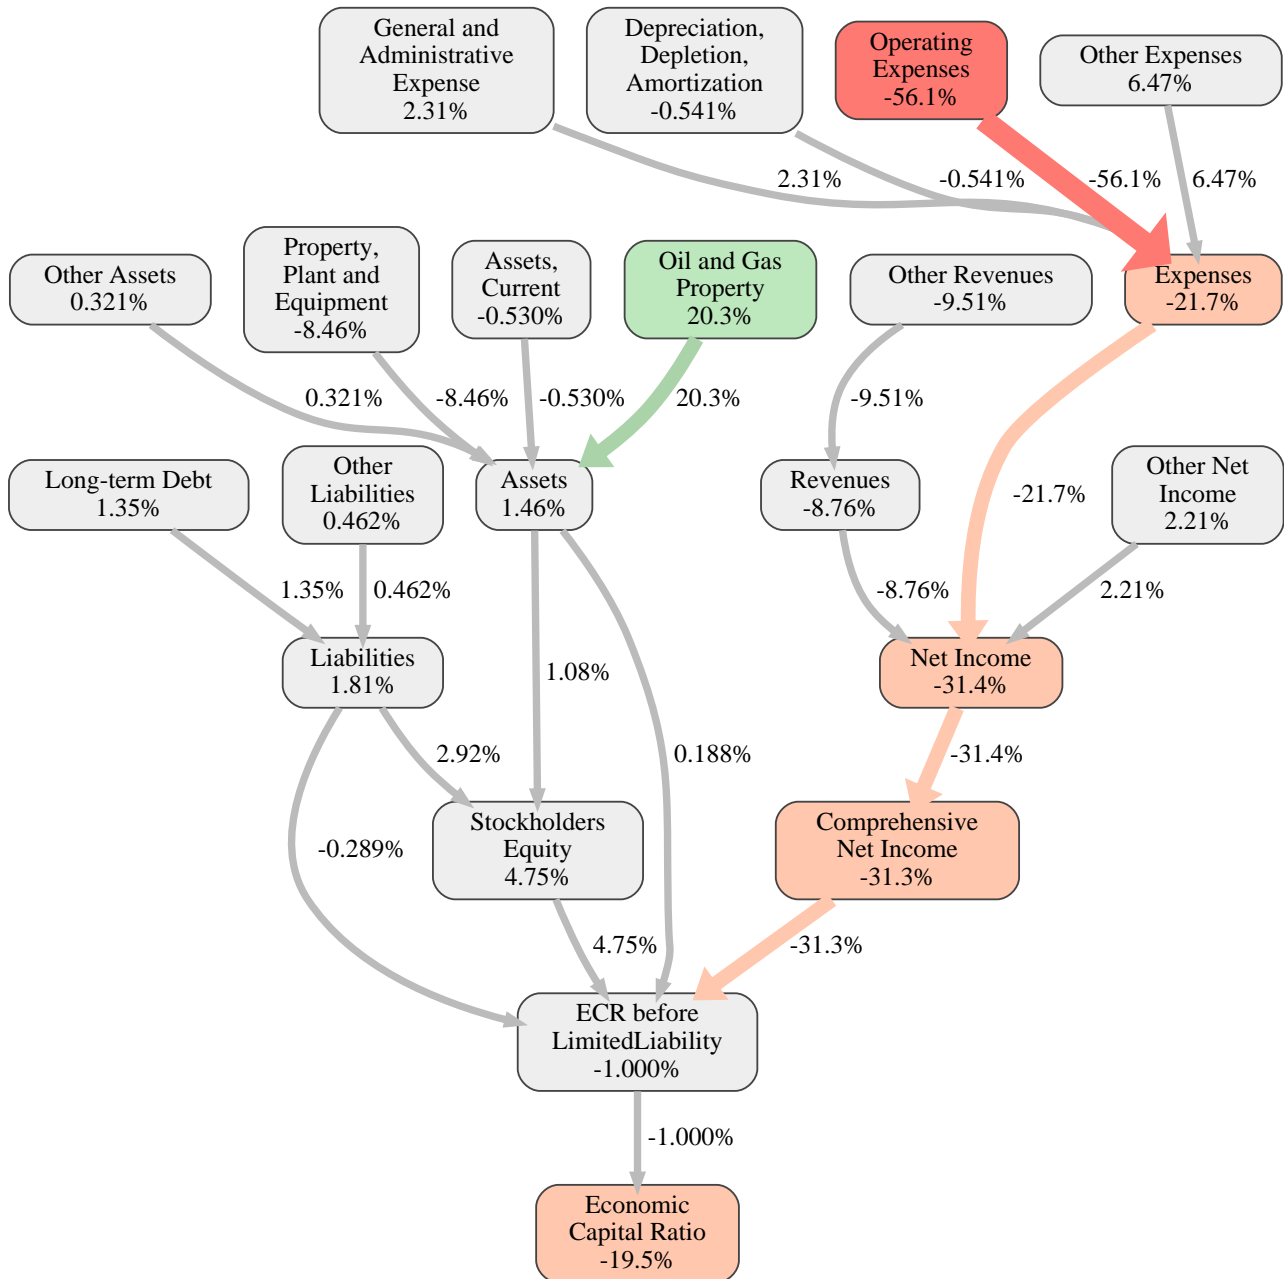 General and
Administrative
Expense
2.31%
Depreciation,
Depletion,
Amortization
-0.541%
Operating
Expenses
-56.1%
Other Expenses
6.47%
2.31%
-0.541%
-56.1%
6.47%
Other Assets
0.321%
Property,
Plant and
Equipment
-8.46%
Assets,
Current
-0.530%
Oil and Gas
Property
20.3%
Other Revenues
-9.51%
Expenses
-21.7%
0.321%
-8.46%
-0.530%
20.3%
-9.51%
-21.7%
Long-term Debt
1.35%
Other
Liabilities
0.462%
Assets
1.46%
Revenues
-8.76%
Other Net
Income
2.21%
1.35%
0.462%
-8.76%
2.21%
Liabilities
1.81%
1.08%
Net Income
-31.4%
2.92%
0.188%
-31.4%
-0.289%
Stockholders
Equity
4.75%
Comprehensive
Net Income
-31.3%
4.75%
-31.3%
ECR before
LimitedLiability
-1.000%
-1.000%
Economic
Capital Ratio
-19.5%